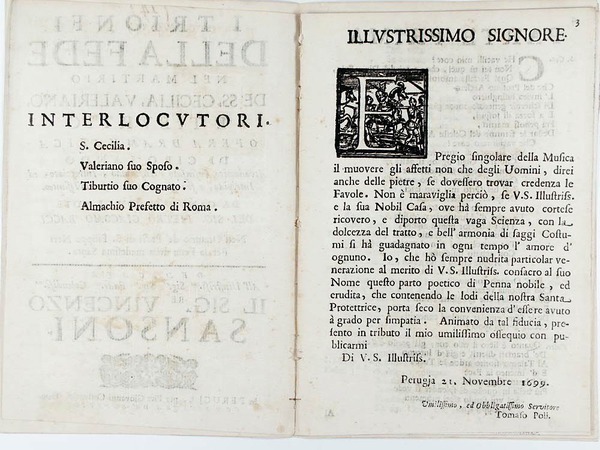 INTERLOCVTORI.
S. Cecilia.
Valeriano suo Sposo.
Tiburtio suo Cognato.
Almachio Prefetto di Roma.
3
ILLVSTRISSIMO SIGNORE.
E Pregio singolare della Musica
il muovere gli affetti non che degli Uomini, direi
anche delle pietre, se dovessero trovar credenza le
Favole. Non è maraviglia perciò, se V.S. Illustriss.
e la sua Nobil Casa, ove hà sempre avuto cortese
ricovero, e diporto questa vaga Scienza, con la
dolcezza del tratto, e bell' armonia di saggi Costu-
mi si hà guadagnato in ogni tempo l' amore d'
ognuno. Io, che hò sempre nudrita particolar ve-
nerazione al merito di V.S. Illustriss. consacro al suo
Nome questo parto poetico di Penna nobile, ed
erudita, che contenendo le lodi della nostra Santa
Protettrice, porta seco la convenienza d'essere avuto
à grado per simpatia. Animato da tal fiducia, pre-
sento in tributo il mio umilissimo ossequio con pu-
blicarmi
Di V. S. Illustriss.
Perugia 21. Novembre 1699.
Umilissimo, ed Obbligatissimo Servitore
Tomaso Poli.